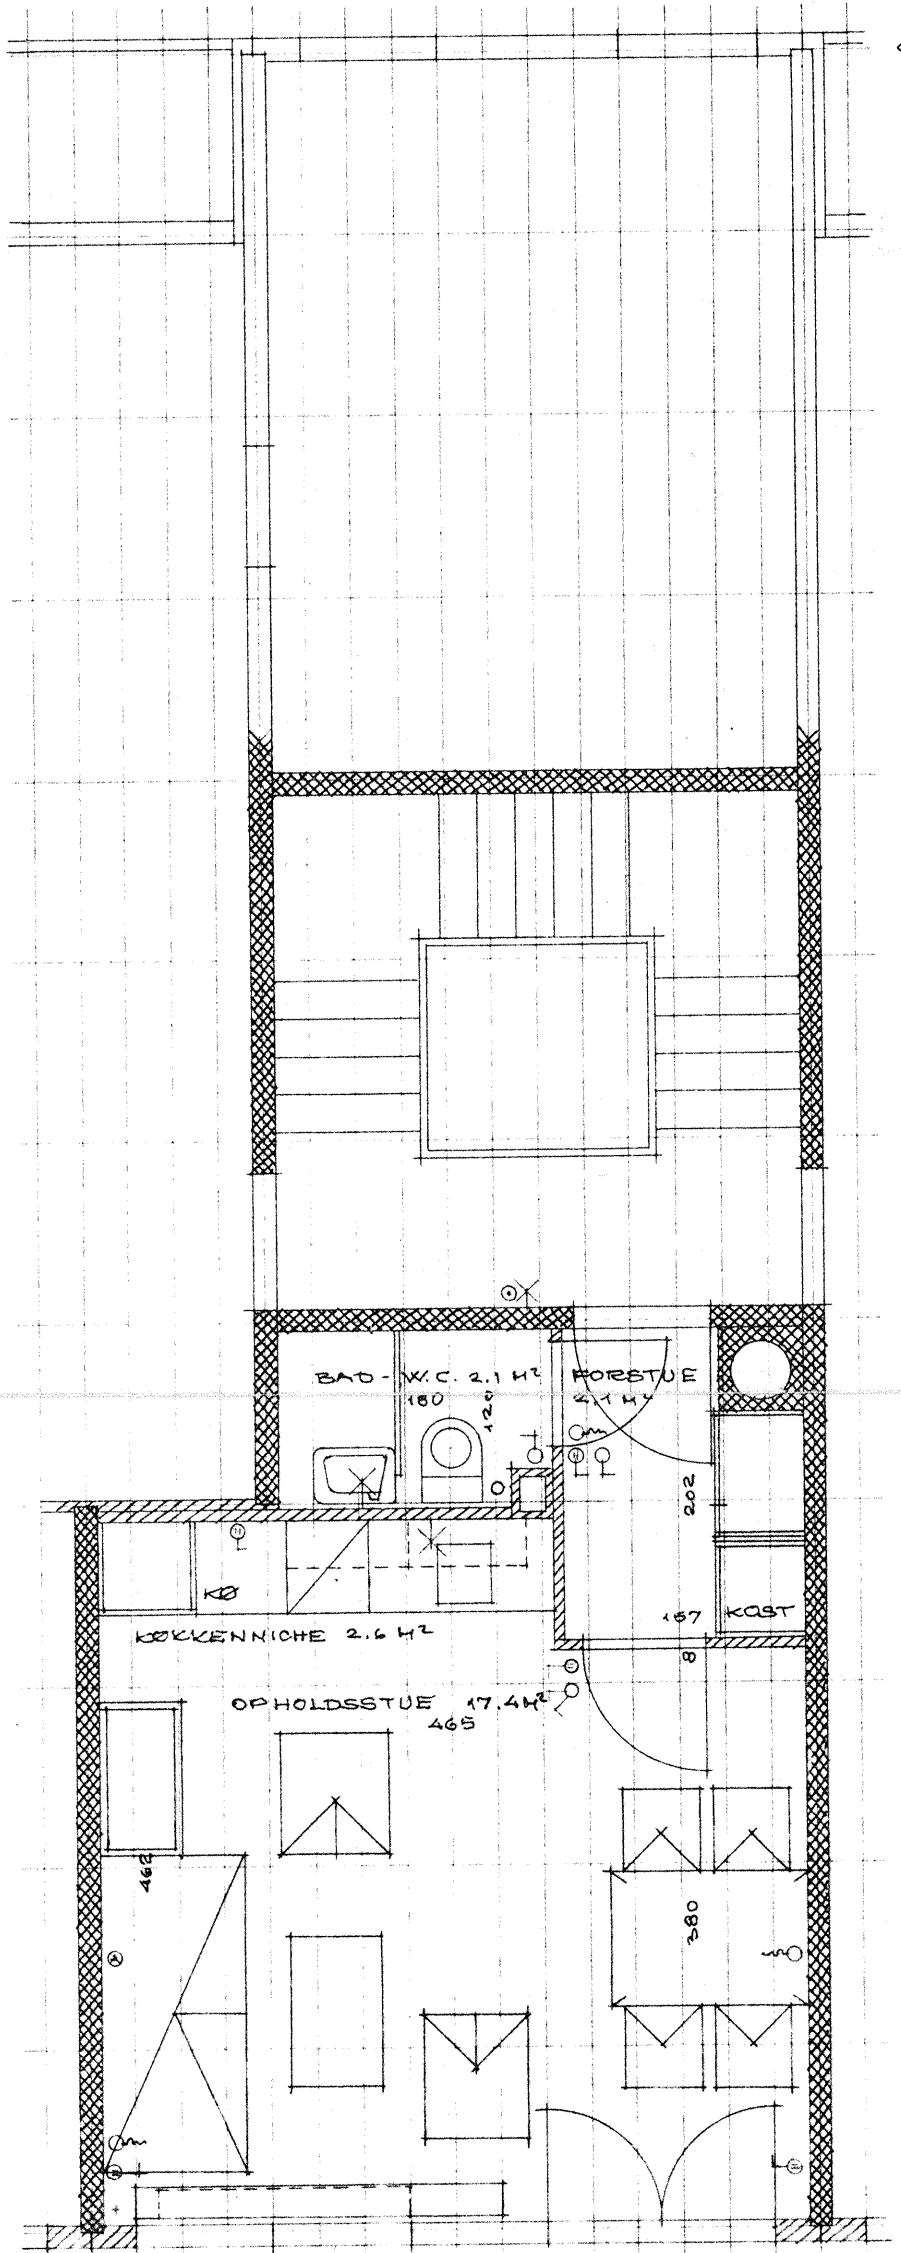 BAD - W.C. 2.1 M²
180
120
FORSTUE
2.1 M²
202
KØ
KØKKENNICHE 2.6 M²
157
KOST
8
OPHOLDSSTUE 17.4 M²
465
462
380